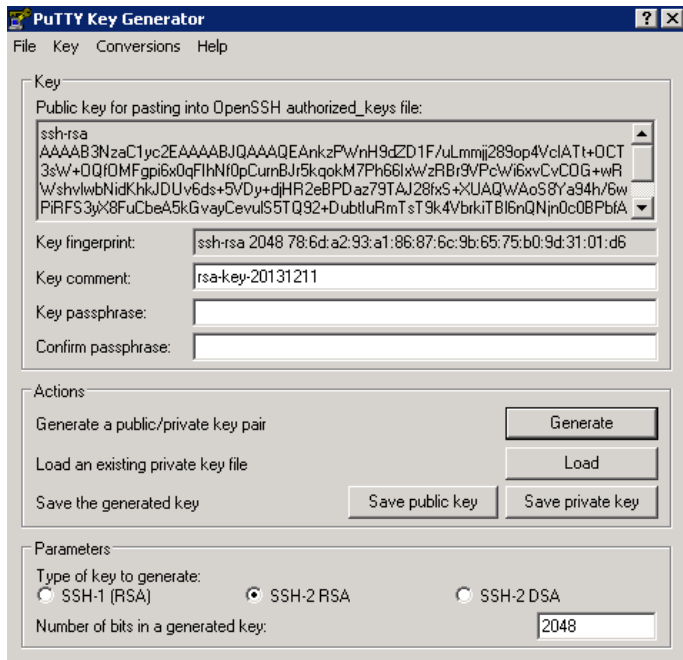 PuTTY Key Generator
File Key Conversions Help
Key
Public key for pasting into OpenSSH authorized_keys file:
ssh-rsa
AAAAB3NzaC1yc2EAAAABJQAAAQEAnkzPWnH9dZD1F/uLmmjj289op4VclATt+OCT
3sW+OQfOMFgpi6x0qFIhNf0pCumBJr5kqokM7Ph66IxWzRBr9VPcWi6xvCvCOG+wR
WshvlwbNidKhkJDUv6ds+5VDy+djHR2eBPDaz79TAJ28fxS+XUAQWAoS8Ya94h/6w
PiRFS3yX8FuCbeA5kGvayCevulS5TQ92+DubtluRmTsT9k4VbrkiTBl6nQNjn0c0BPbfA
Key fingerprint: ssh-rsa 2048 78:6d:a2:93:a1:86:87:6c:9b:65:75:b0:9d:31:01:d6
Key comment: rsa-key-20131211
Key passphrase:
Confirm passphrase:
Actions
Generate a public/private key pair Generate
Load an existing private key file Load
Save the generated key Save public key Save private key
Parameters
Type of key to generate:
SSH-1 (RSA) SSH-2 RSA SSH-2 DSA
Number of bits in a generated key: 2048